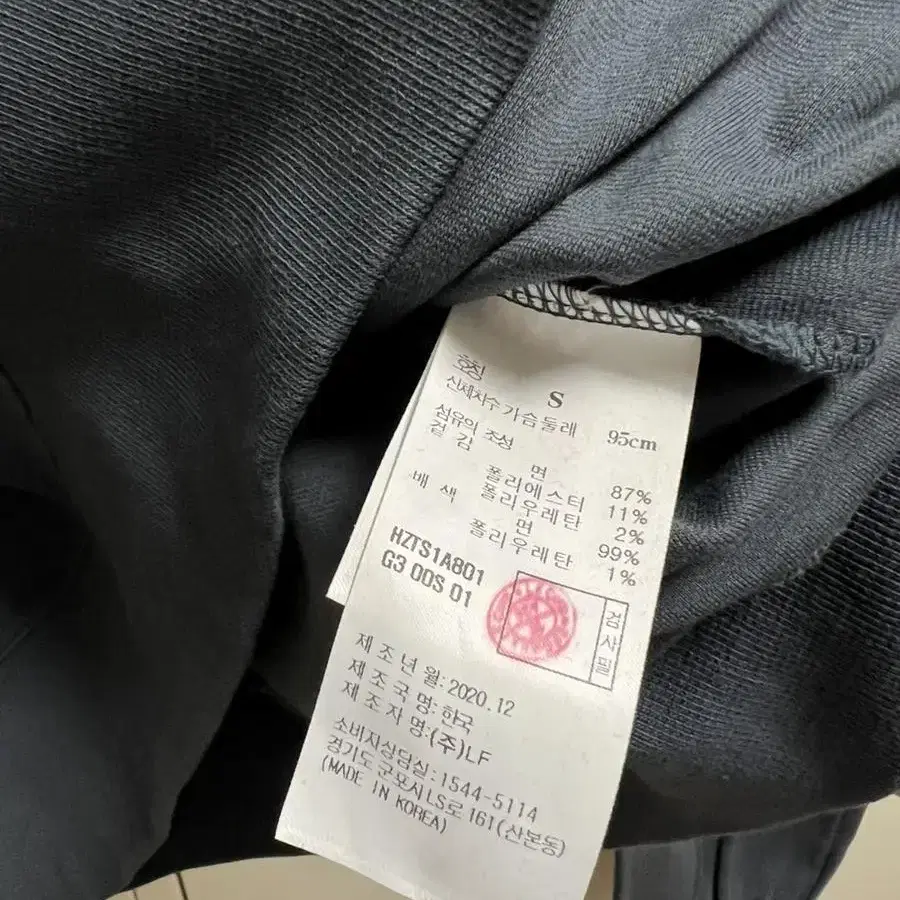 호칭 S
신체치수 가슴둘레 95cm
섬유의 조성
겉감 면 87%
폴리에스터 11%
폴리우레탄 2%
배색 면 99%
폴리우레탄 1%
HZTS1A801
G3 00S 01
검사필
제조년월: 2020.12
제조국명: 한국
제조자명: (주)LF
소비자상담실: 1544-5114
경기도 군포시 LS로 161(산본동)
(MADE IN KOREA)